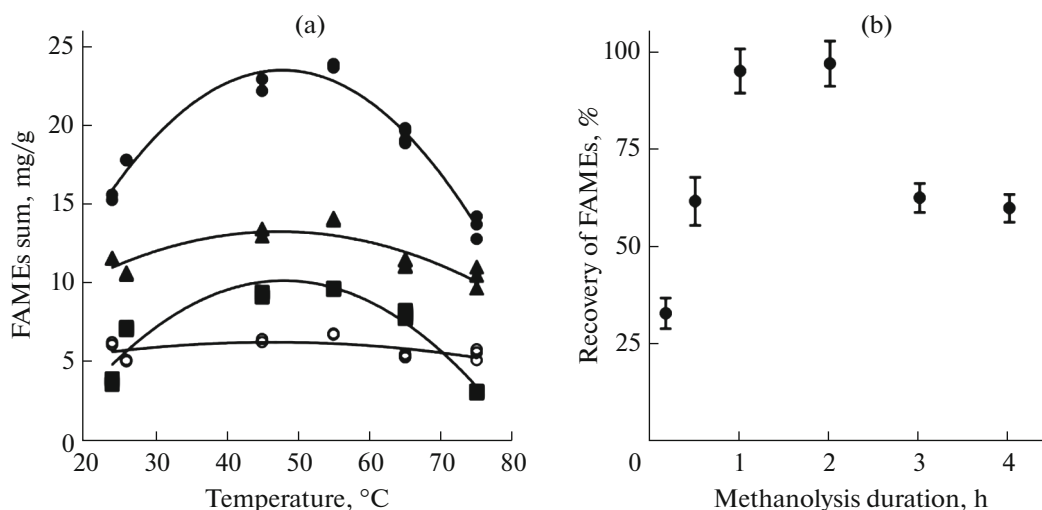 (a)
FAMEs sum, mg/g
25
20
15
10
5
0
20 30 40 50 60 70 80
Temperature, °C
(b)
Recovery of FAMEs, %
100
75
50
25
0 1 2 3 4
Methanolysis duration, h